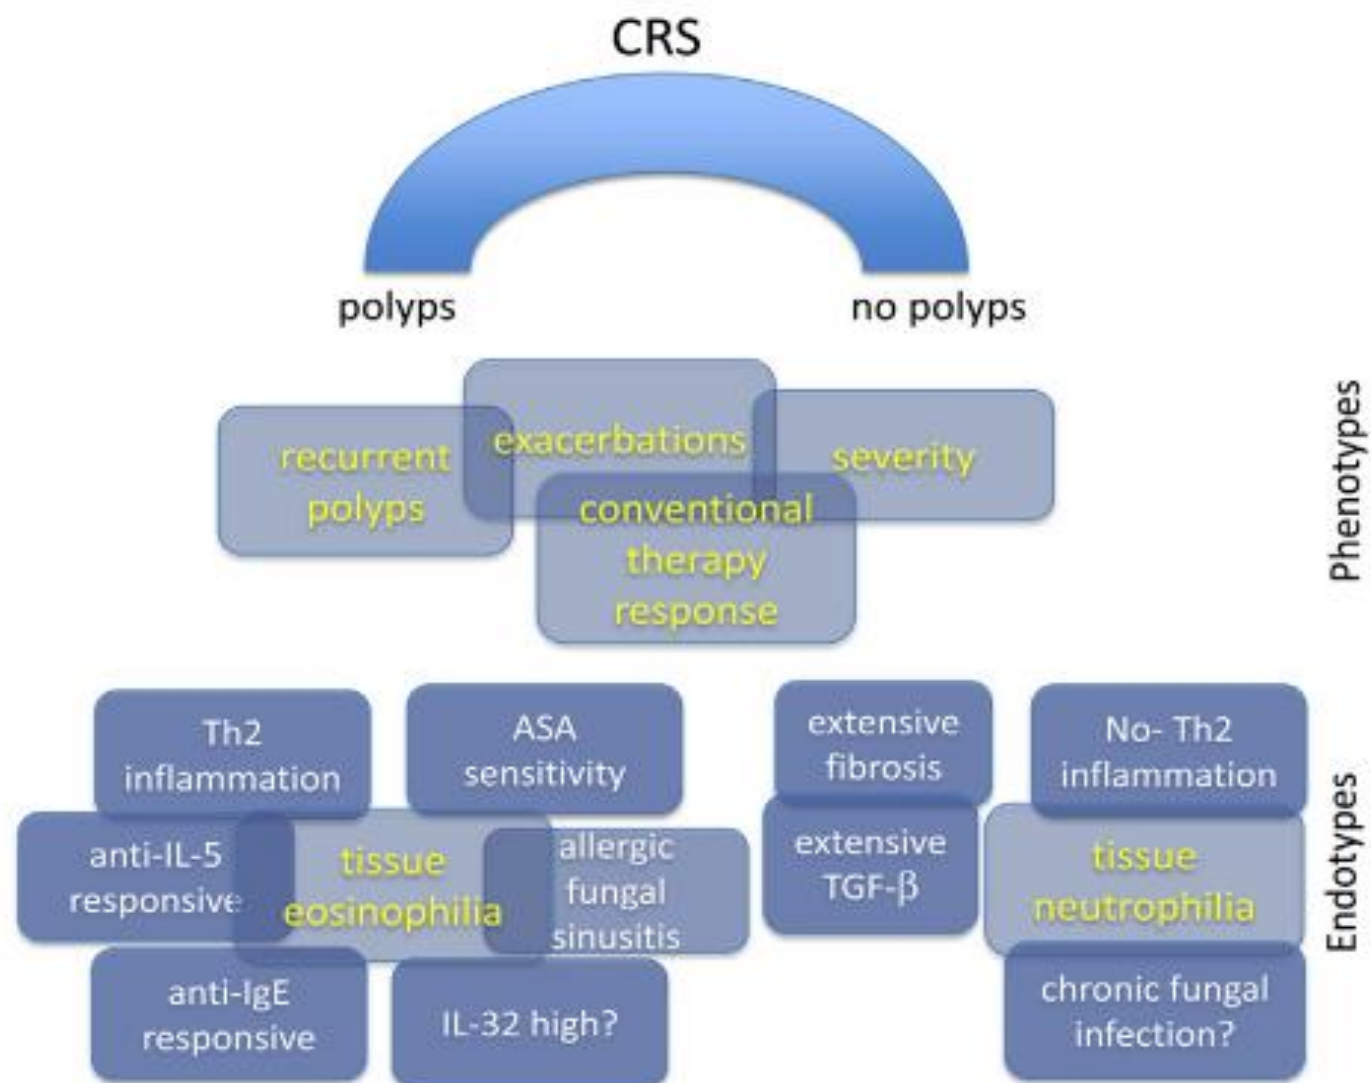 CRS
polyps
no polyps
recurrent
polyps
exacerbations
severity
conventional
therapy
response
Phenotypes
Th2
inflammation
ASA
sensitivity
extensive
fibrosis
No- Th2
inflammation
anti-IL-5
responsive
tissue
eosinophilia
allergic
fungal
sinusitis
extensive
TGF-β
tissue
neutrophilia
anti-IgE
responsive
IL-32 high?
chronic fungal
infection?
Endotypes